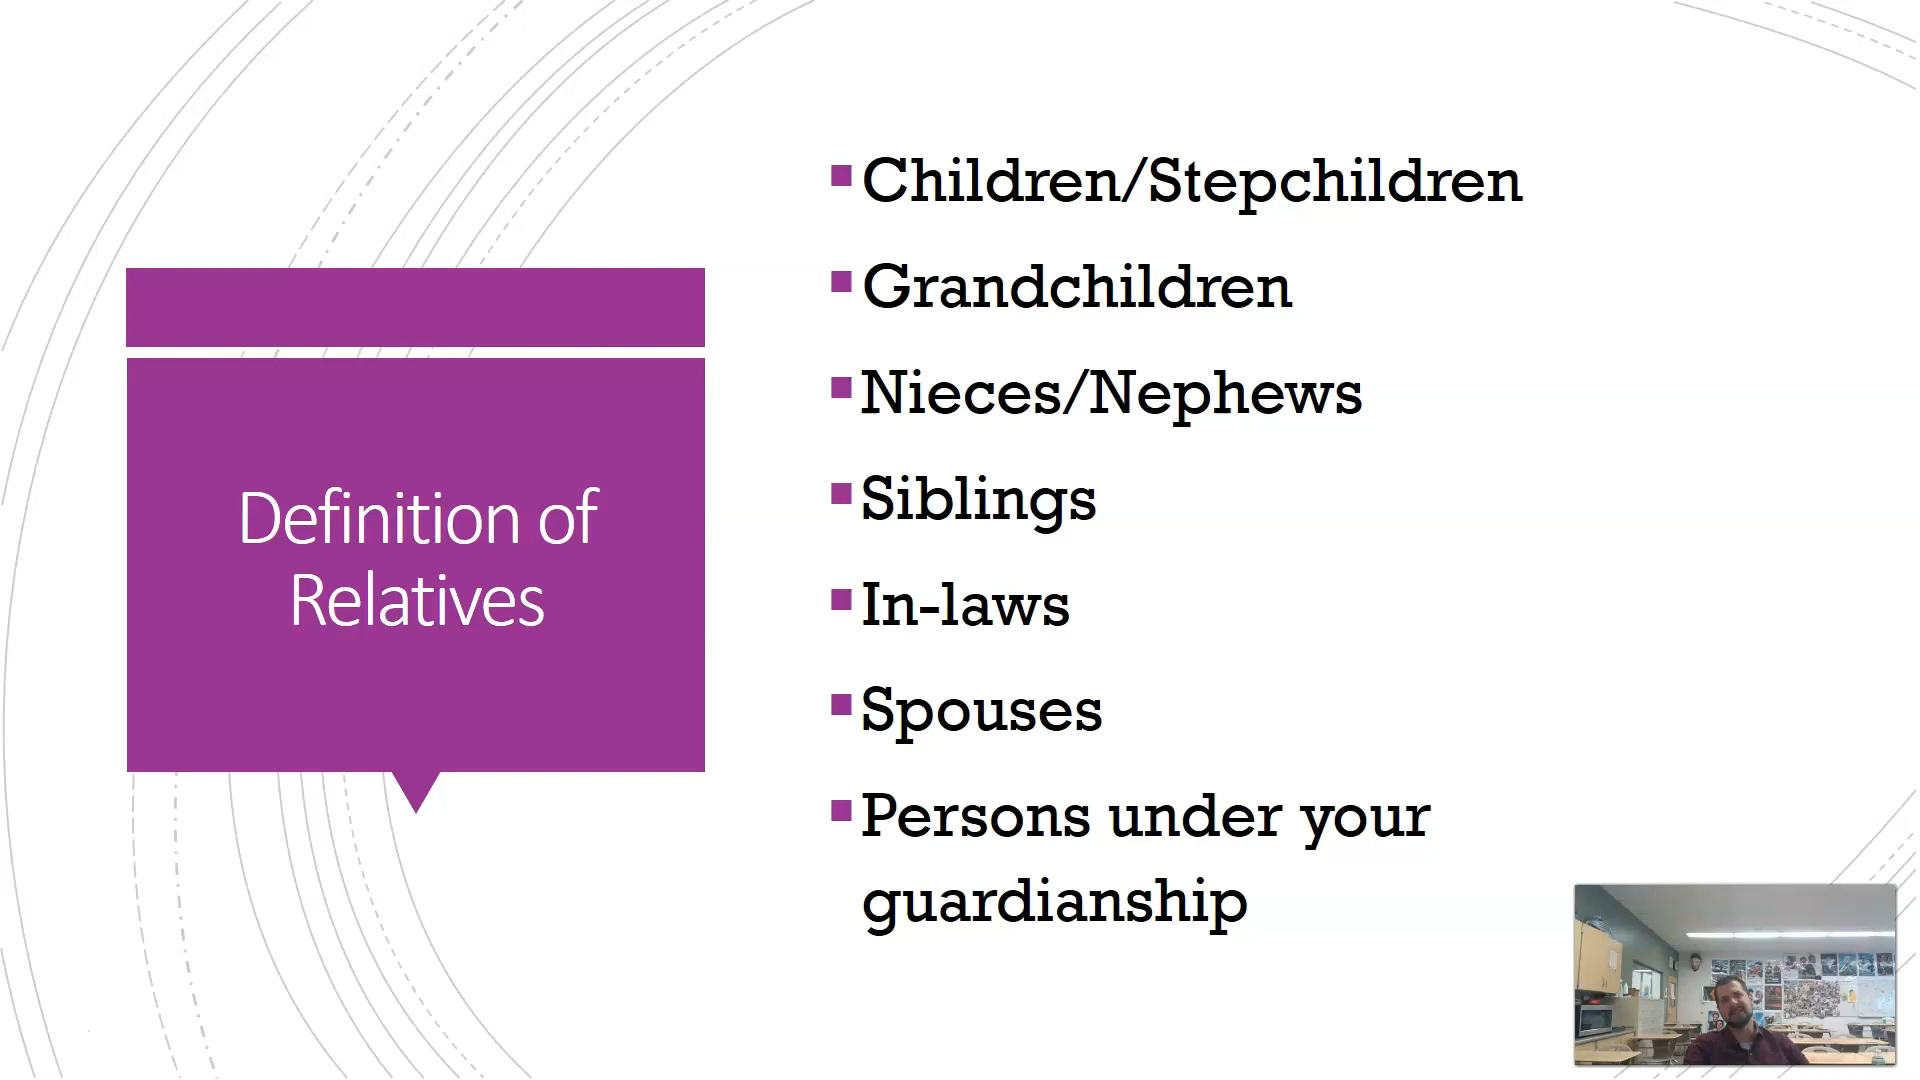 Definition of
Relatives
Children/Stepchildren
Grandchildren
Nieces/Nephews
Siblings
In-laws
Spouses
Persons under your
guardianship